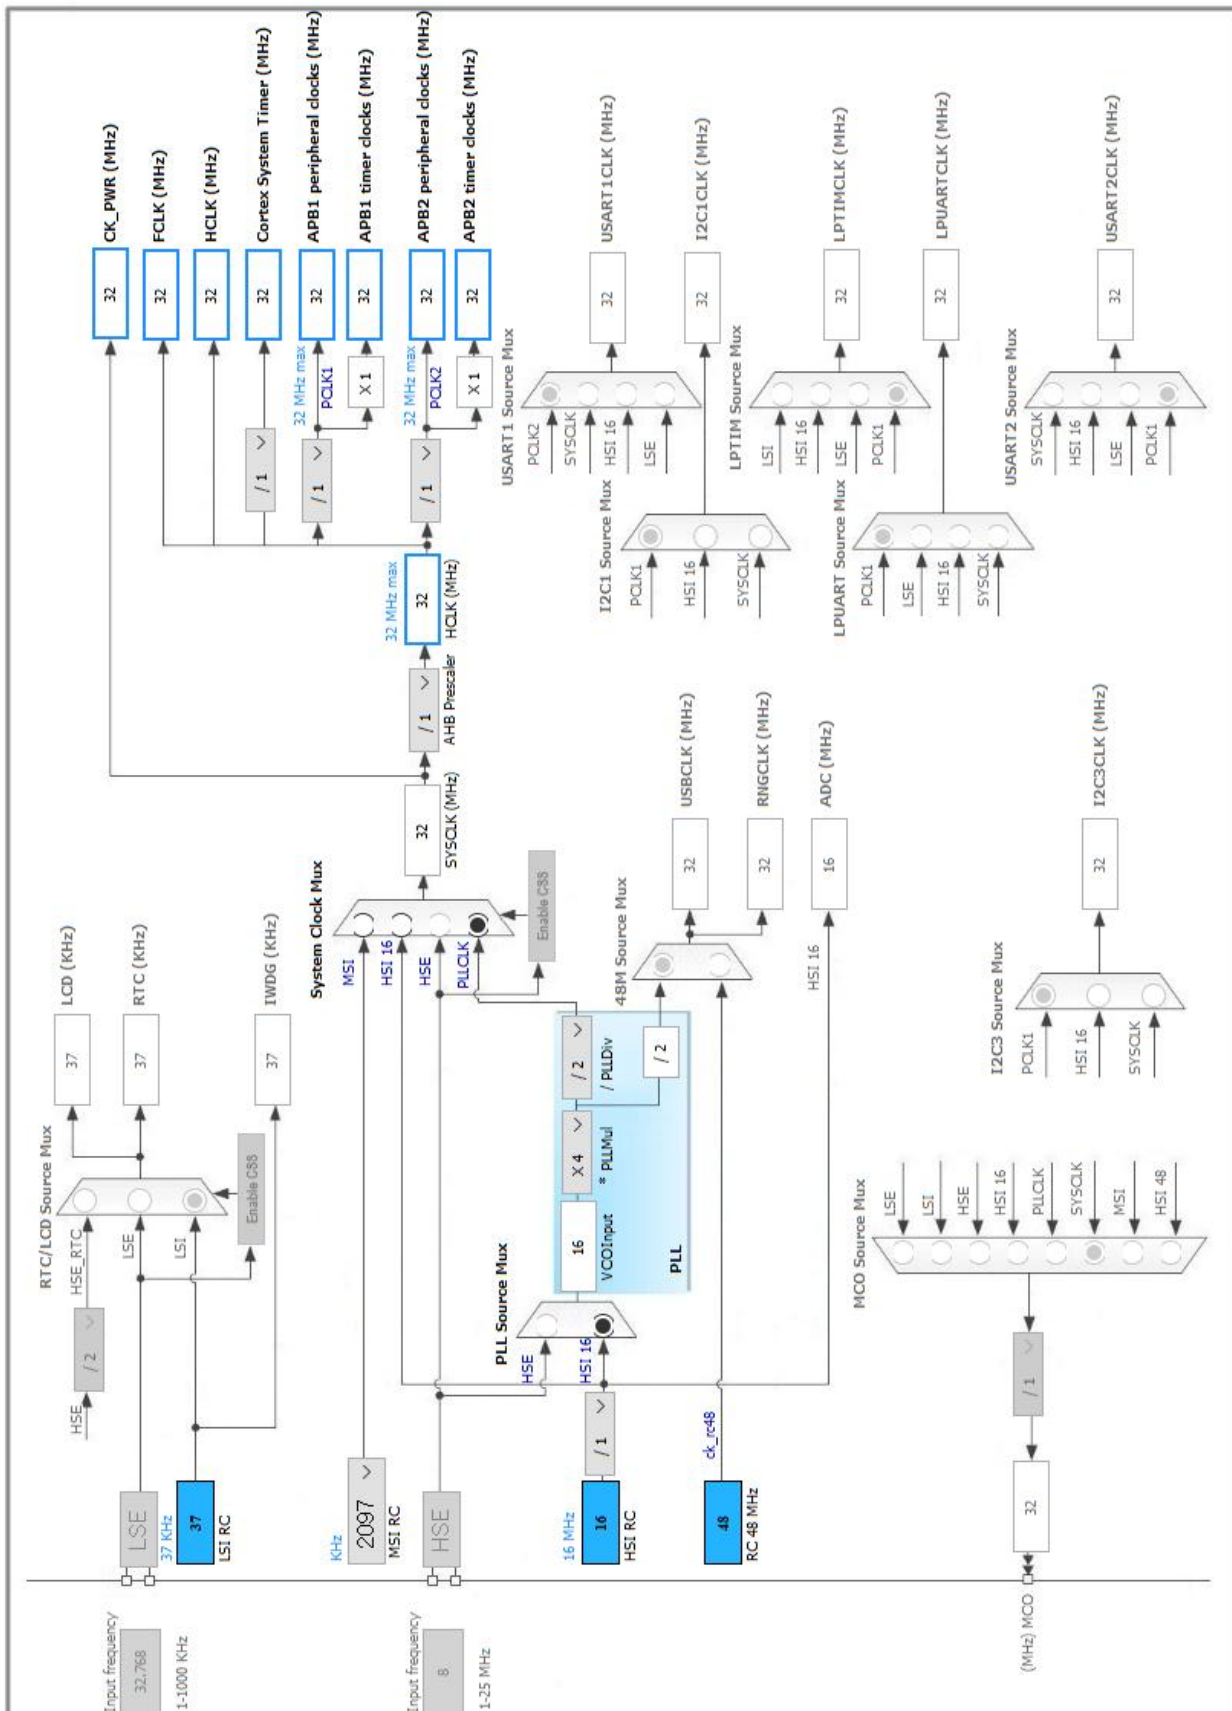 Input frequency
32.768
1-1000 KHz
LSE
37 KHz
37
LSI RC
HSE
/ 2
HSE_RTC
LSE
LSI
RTC/LCD Source Mux
Enable CSS
37
LCD (KHz)
37
RTC (KHz)
37
IWDG (KHz)
Input frequency
8
1-25 MHz
KHz
2097
MSI RC
HSE
16 MHz
16
HSI RC
/ 1
48
RC 48 MHz
ck_rc48
PLL Source Mux
HSE
HSI 16
16
VCOInput
X 4
* PLLMul
/ 2
/ PLLDiv
/ 2
PLL
System Clock Mux
MSI
HSI 16
HSE
PLLCLK
Enable CSS
32
SYSCLK (MHz)
/ 1
AHB Prescaler
32 MHz max
32
HCLK (MHz)
32
CK_PWR (MHz)
32
FCLK (MHz)
32
HCLK (MHz)
/ 1
32
Cortex System Timer (MHz)
/ 1
32 MHz max
PCLK1
32
APB1 peripheral clocks (MHz)
X 1
32
APB1 timer clocks (MHz)
/ 1
32 MHz max
PCLK2
32
APB2 peripheral clocks (MHz)
X 1
32
APB2 timer clocks (MHz)
48M Source Mux
32
USBCLK (MHz)
32
RNGCLK (MHz)
HSI 16
16
ADC (MHz)
USART1 Source Mux
PCLK2
SYSCLK
HSI 16
LSE
32
USART1CLK (MHz)
I2C1 Source Mux
PCLK1
HSI 16
SYSCLK
32
I2C1CLK (MHz)
LPTIM Source Mux
LSI
HSI 16
LSE
PCLK1
32
LPTIMCLK (MHz)
LPUART Source Mux
PCLK1
LSE
HSI 16
SYSCLK
32
LPUARTCLK (MHz)
USART2 Source Mux
SYSCLK
HSI 16
LSE
PCLK1
32
USART2CLK (MHz)
I2C3 Source Mux
PCLK1
HSI 16
SYSCLK
32
I2C3CLK (MHz)
MCO Source Mux
LSE
LSI
HSE
HSI 16
PLLCLK
SYSCLK
MSI
HSI 48
/ 1
32
(MHz) MCO